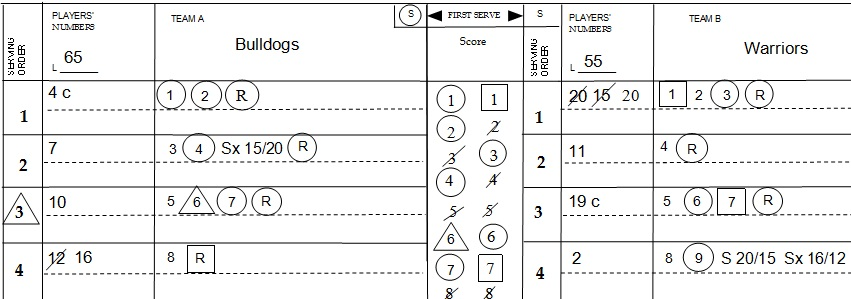 PLAYERS' NUMBERS TEAM A S FIRST SERVE S PLAYERS' NUMBERS TEAM B
SERVING ORDER L 65 Bulldogs Score SERVING ORDER L 55 Warriors
1 4 c 1 2 R 1 1 1 20 15 20 1 2 3 R
2 2
2 7 3 4 Sx 15/20 R 3 3 2 11 4 R
4 4
3 10 5 6 7 R 5 5 3 19 c 5 6 7 R
6 6
4 12 16 8 R 7 7 4 2 8 9 S 20/15 Sx 16/12
8 8